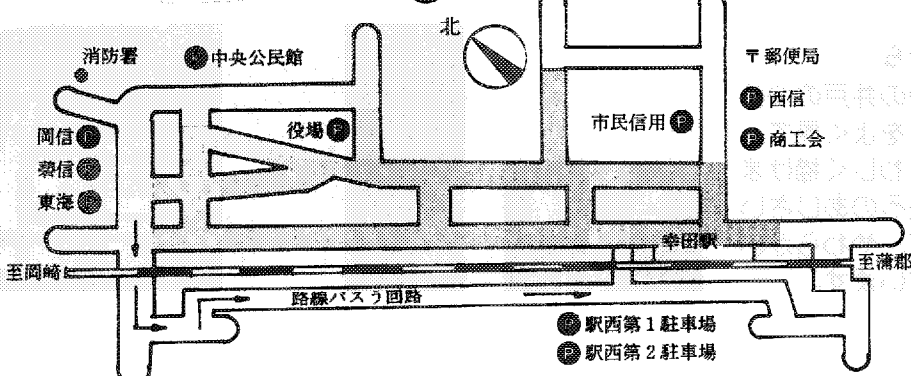 北
消防署
P 中央公民館
〒郵便局
P 西信
岡信 P
役場 P
市民信用 P
P 商工会
碧信 P
東海 P
幸田駅
至岡崎
至蒲郡
路線バスう回路
P 駅西第1駐車場
P 駅西第2駐車場